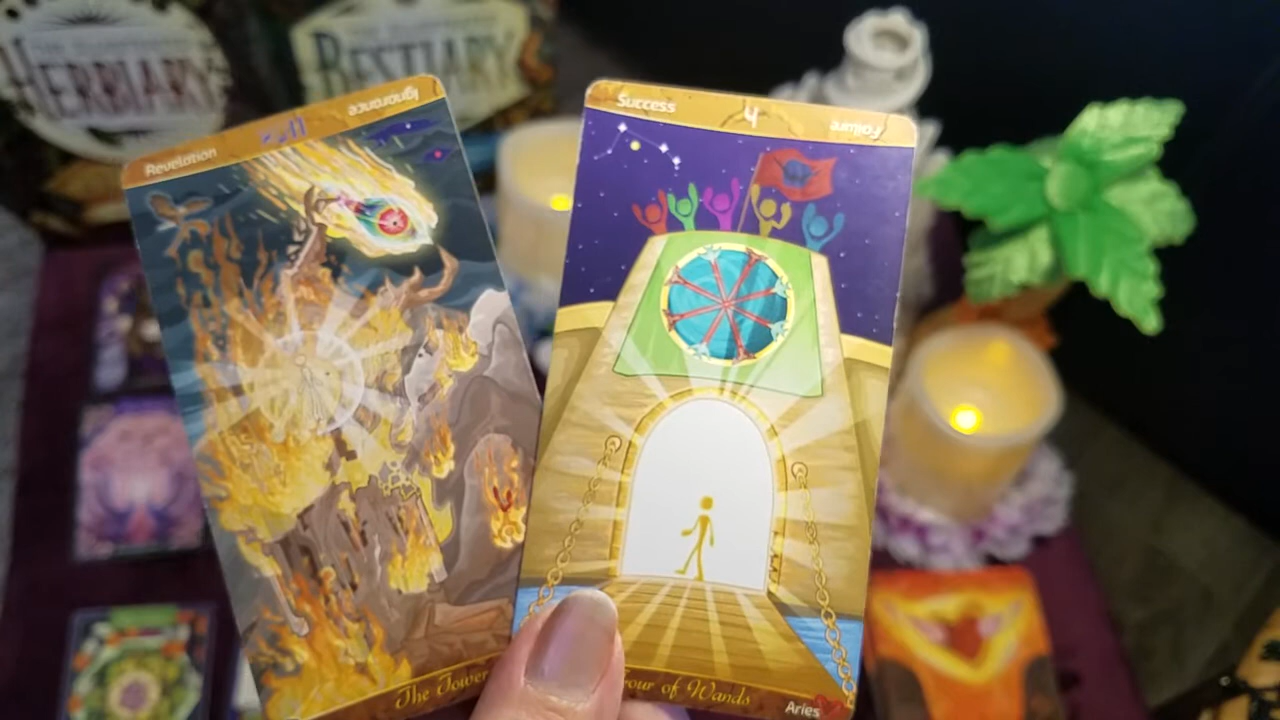 HERBIARY
BESTIARY
Revelation
Ignorance
Success
4
Failure
The Tower
Four of Wands
Aries